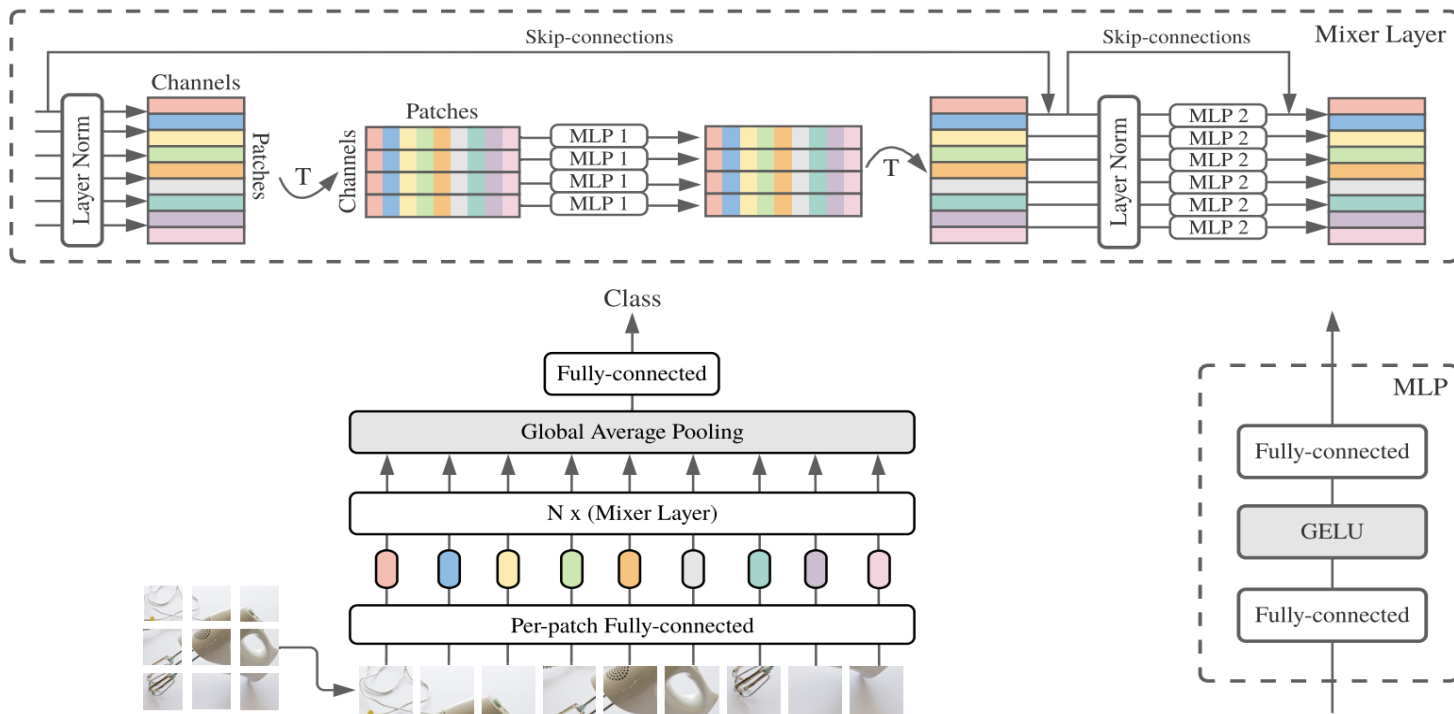 Skip-connections
Skip-connections
Mixer Layer
Channels
Layer Norm
Patches
T
Patches
Channels
MLP 1
MLP 1
MLP 1
MLP 1
T
Layer Norm
MLP 2
MLP 2
MLP 2
MLP 2
MLP 2
MLP 2
Class
Fully-connected
Global Average Pooling
N x (Mixer Layer)
Per-patch Fully-connected
MLP
Fully-connected
GELU
Fully-connected